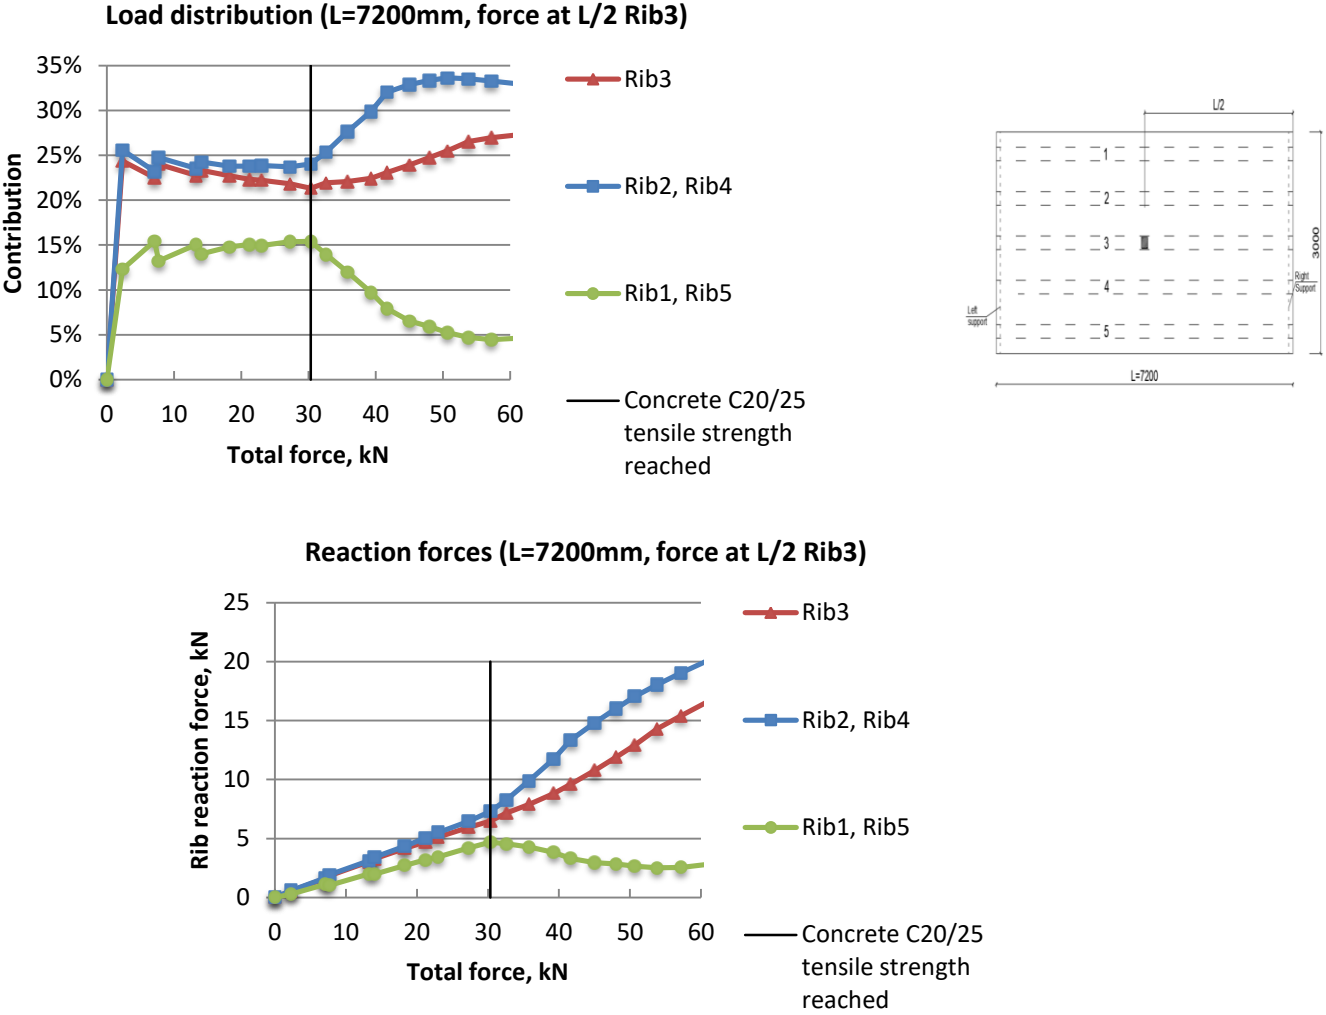 Load distribution (L=7200mm, force at L/2 Rib3)
35%
30%
25%
20%
15%
10%
5%
0%
Contribution
0 10 20 30 40 50 60
Total force, kN
Rib3
Rib2, Rib4
Rib1, Rib5
Concrete C20/25
tensile strength
reached
L/2
1
2
3
4
5
3000
Left
support
Right
Support
L=7200
Reaction forces (L=7200mm, force at L/2 Rib3)
25
20
15
10
5
0
Rib reaction force, kN
0 10 20 30 40 50 60
Total force, kN
Rib3
Rib2, Rib4
Rib1, Rib5
Concrete C20/25
tensile strength
reached